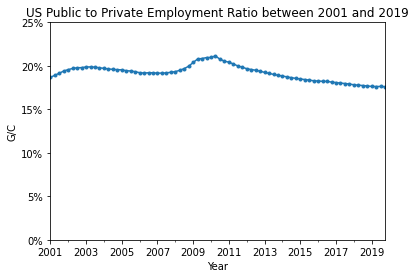 US Public to Private Employment Ratio between 2001 and 2019
25%
20%
15%
10%
5%
0%
G/C
2001 2003 2005 2007 2009 2011 2013 2015 2017 2019
Year